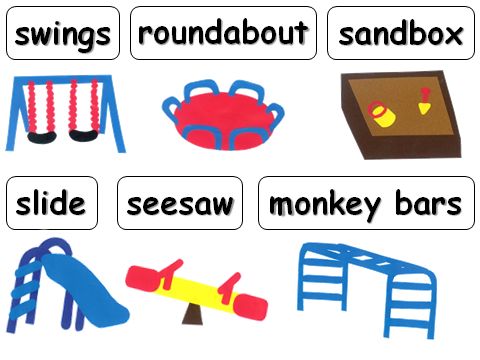 swings roundabout sandbox
slide seesaw monkey bars